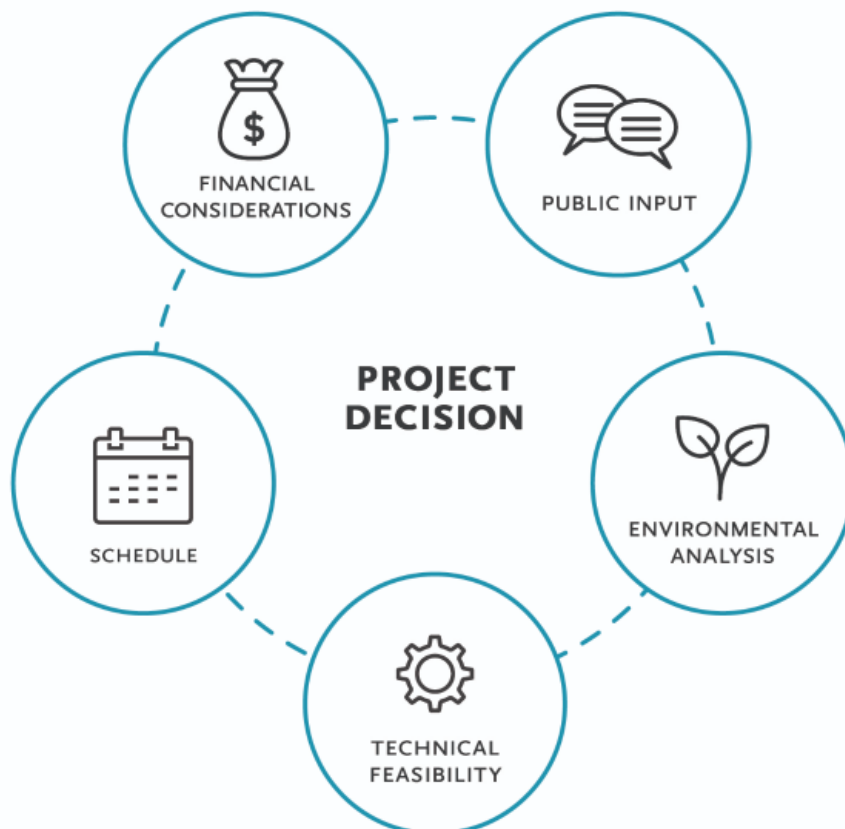 $
FINANCIAL
CONSIDERATIONS
PUBLIC INPUT
PROJECT
DECISION
SCHEDULE
ENVIRONMENTAL
ANALYSIS
TECHNICAL
FEASIBILITY